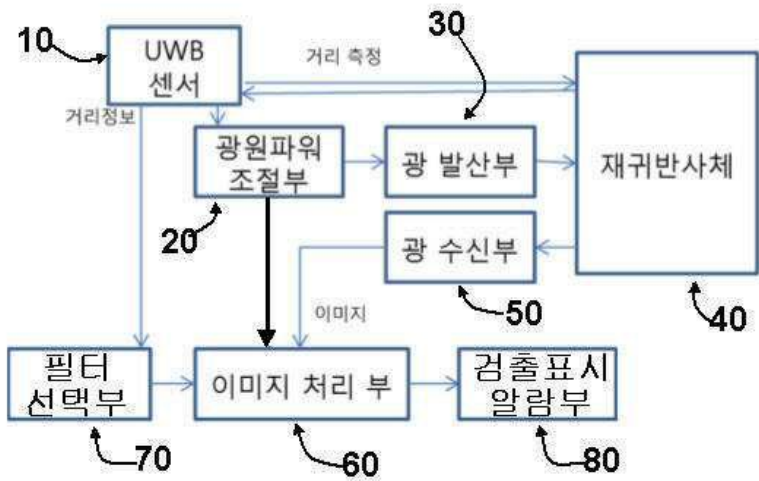 10
UWB
센서
거리 측정
30
거리정보
광원파워
조절부
광 발산부
재귀반사체
20
광 수신부
50
40
이미지
필터
선택부
이미지 처리 부
검출표시
알람부
70
60
80